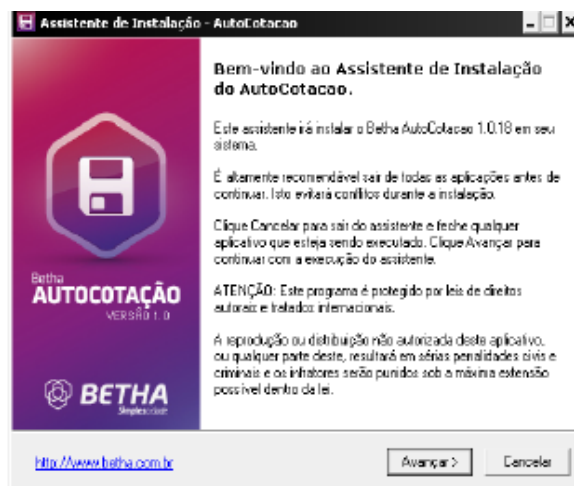 Assistente de Instalação - AutoCotacao
Bem-vindo ao Assistente de Instalação
do AutoCotacao.
Este assistente irá instalar o Betha AutoCotacao 1.0.18 em seu
sistema.
É altamente recomendável sair de todas as aplicações antes de
continuar. Isto evitará conflitos durante a instalação.
Clique Cancelar para sair do assistente e feche qualquer
aplicativo que esteja sendo executado. Clique Avançar para
continuar com a execução do assistente.
ATENÇÃO: Este programa é protegido por leis de direitos
autorais e tratados internacionais.
A reprodução ou distribuição não autorizada deste aplicativo,
ou qualquer parte deste, resultará em sérias penalidades civis e
criminais e os infratores serão punidos sob a máxima extensão
possível dentro da lei.
Betha
AUTOCOTAÇÃO
VERSÃO 1.0
BETHA
Simplescidade
http://www.betha.com.br
Avançar >
Cancelar